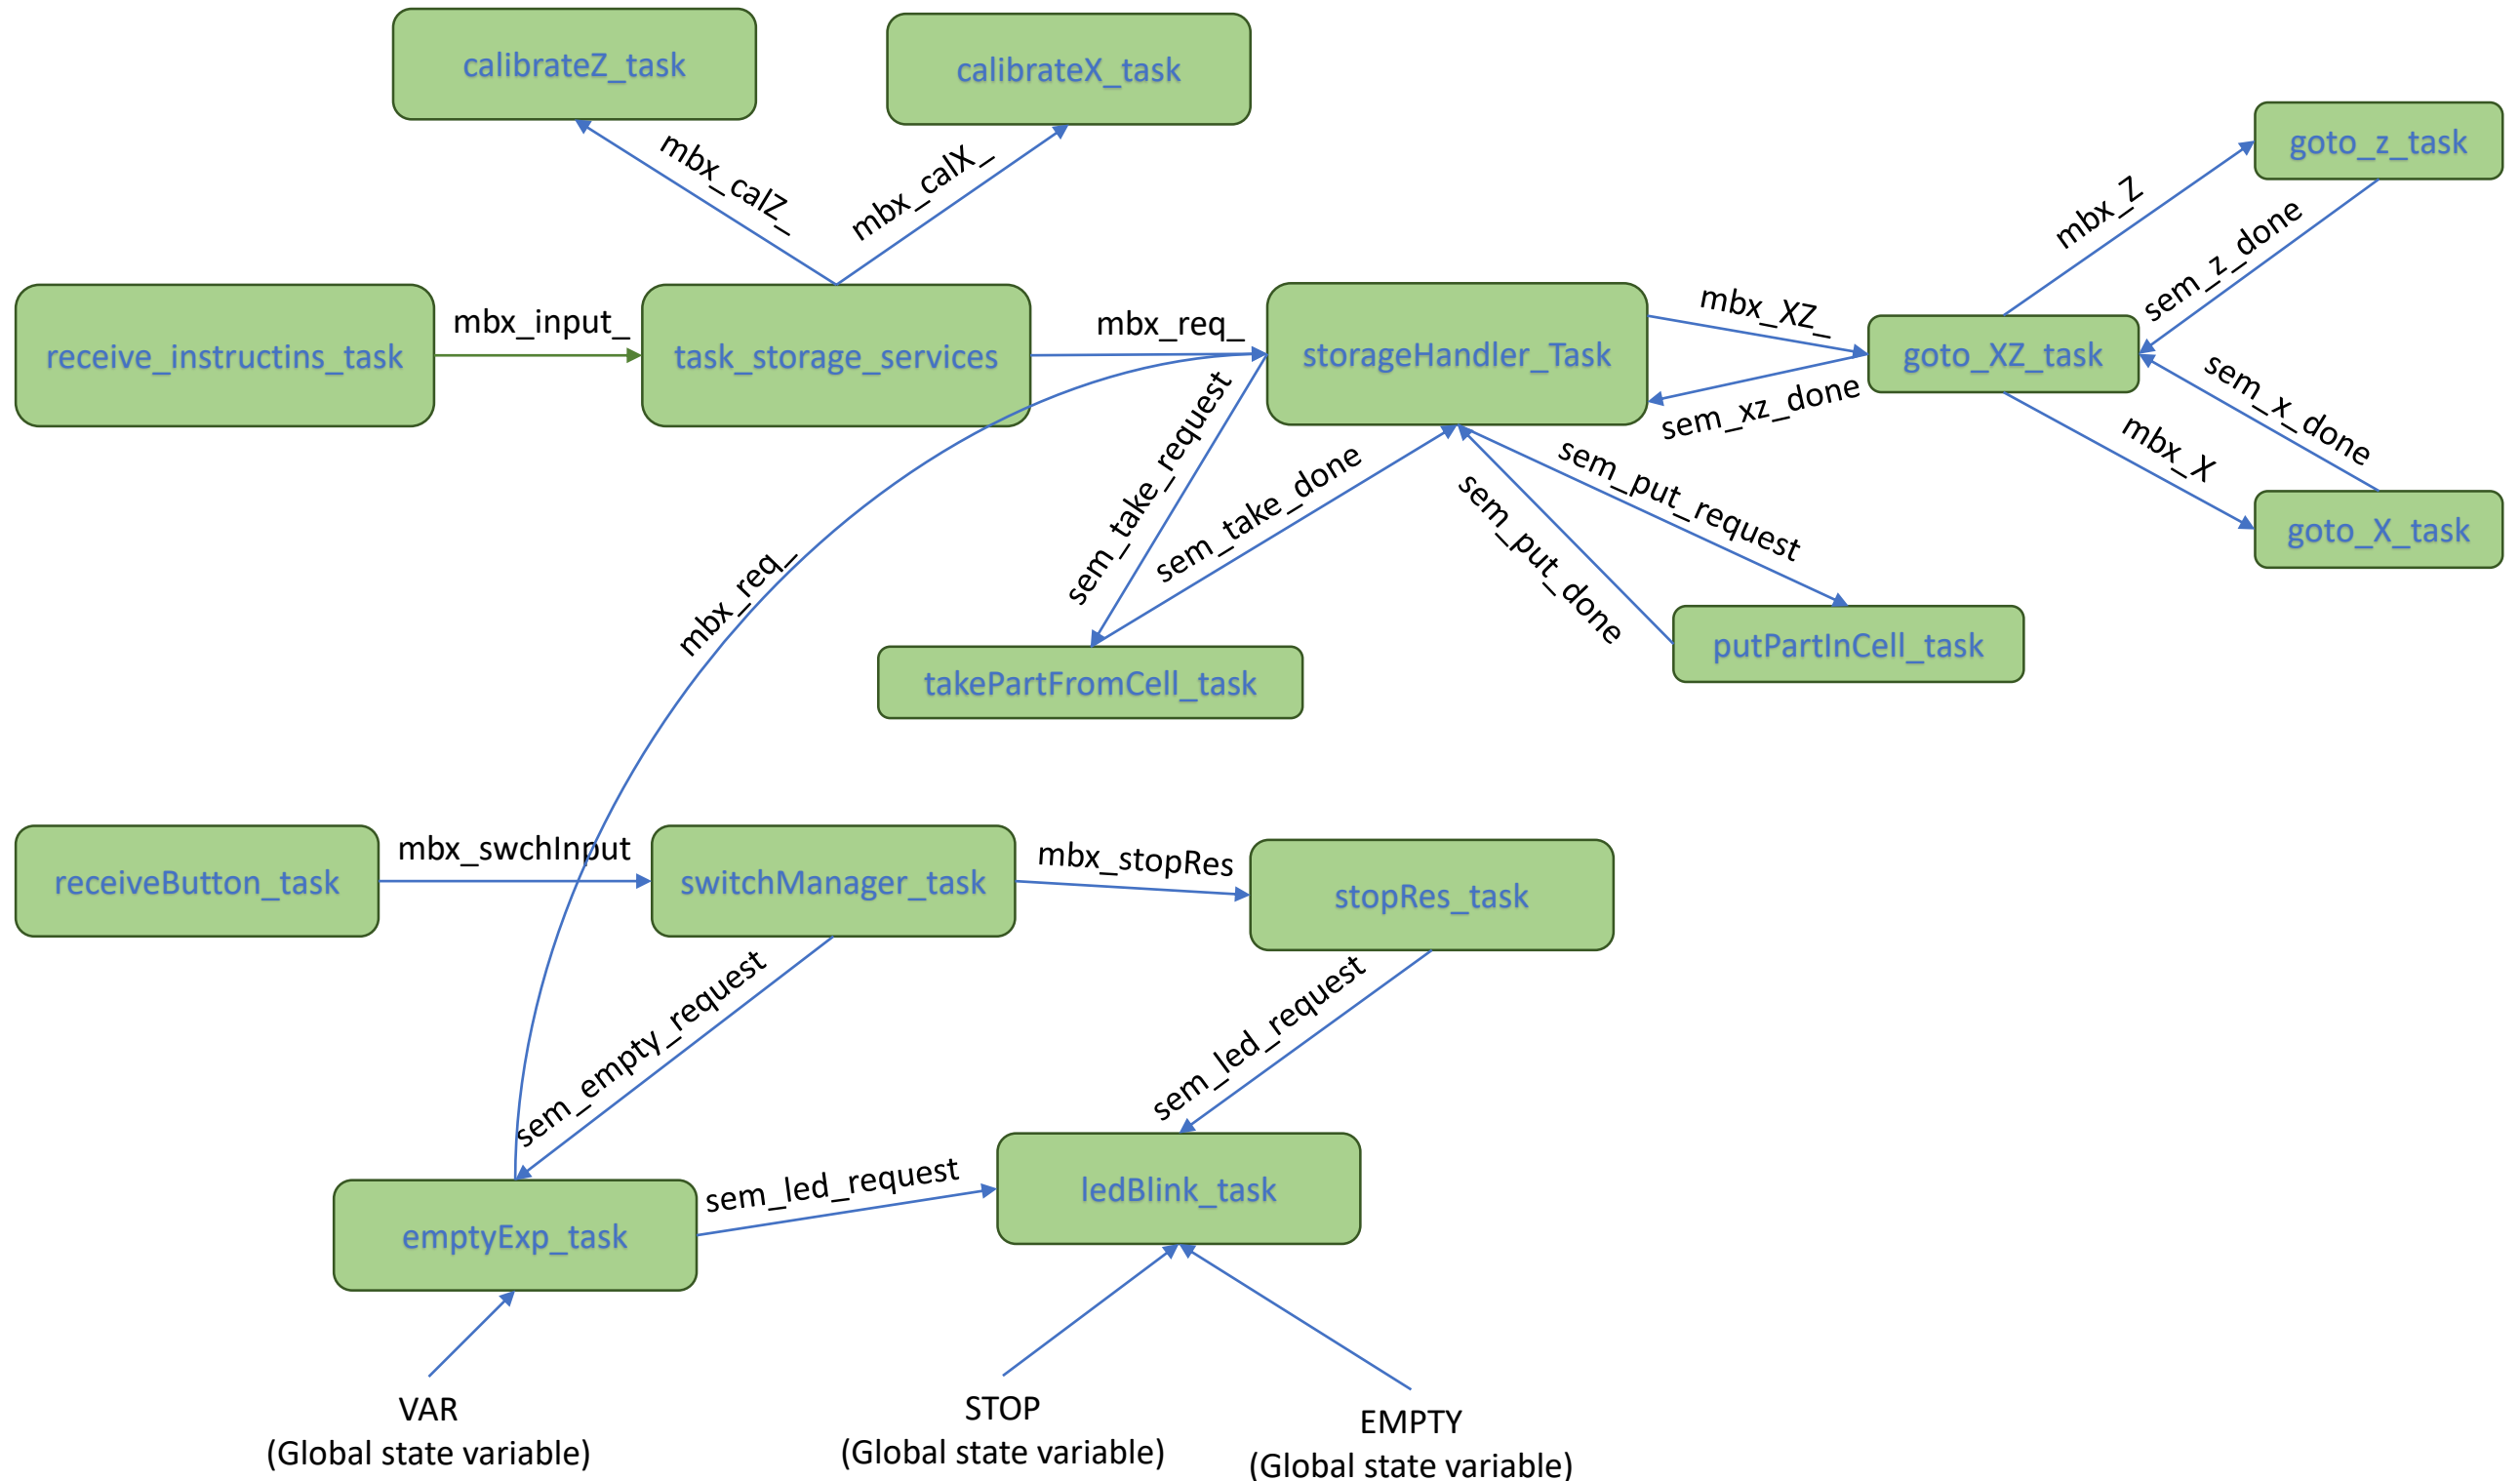 calibrateZ_task
calibrateX_task
goto_z_task
mbx_calZ_
mbx_calX_
mbx_Z
sem_z_done
receive_instructins_task
mbx_input_
task_storage_services
mbx_req_
storageHandler_Task
mbx_XZ_
goto_XZ_task
sem_xz_done
sem_x_done
mbx_X
goto_X_task
sem_take_request
sem_take_done
sem_put_request
sem_put_done
mbx_req_
takePartFromCell_task
putPartInCell_task
receiveButton_task
mbx_swchInput
switchManager_task
mbx_stopRes
stopRes_task
sem_empty_request
sem_led_request
emptyExp_task
sem_led_request
ledBlink_task
VAR
(Global state variable)
STOP
(Global state variable)
EMPTY
(Global state variable)